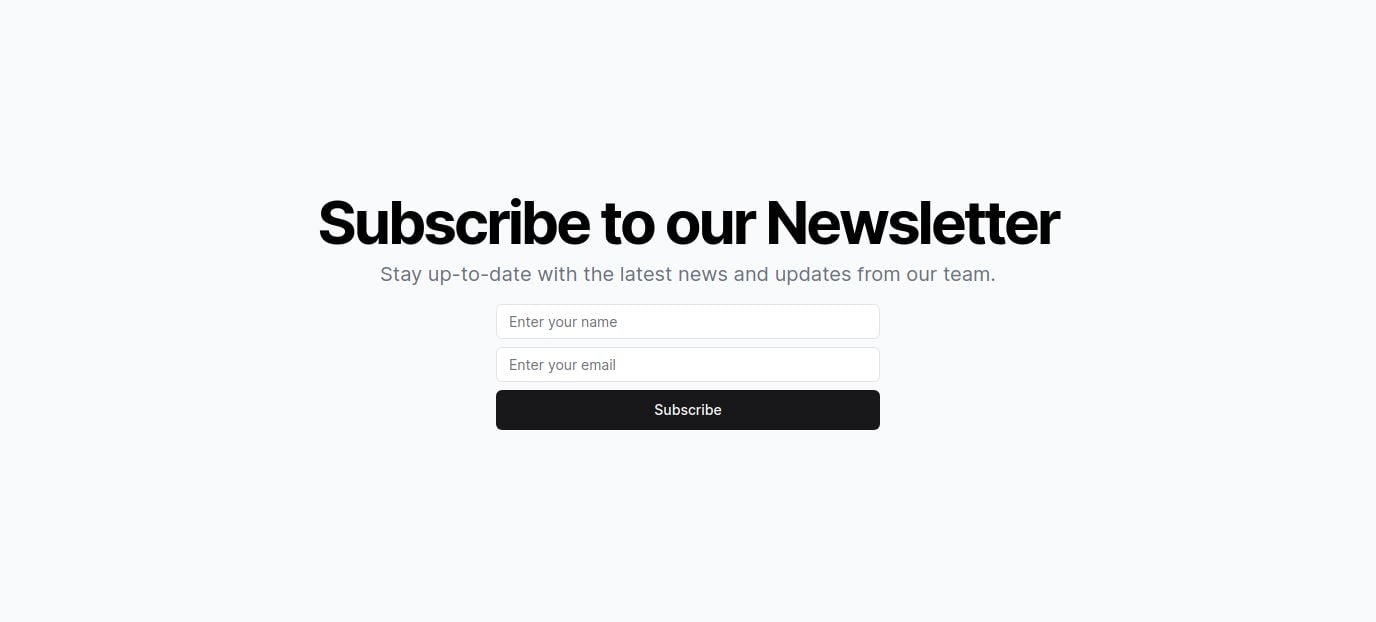 Subscribe to our Newsletter
Stay up-to-date with the latest news and updates from our team.
Enter your name
Enter your email
Subscribe